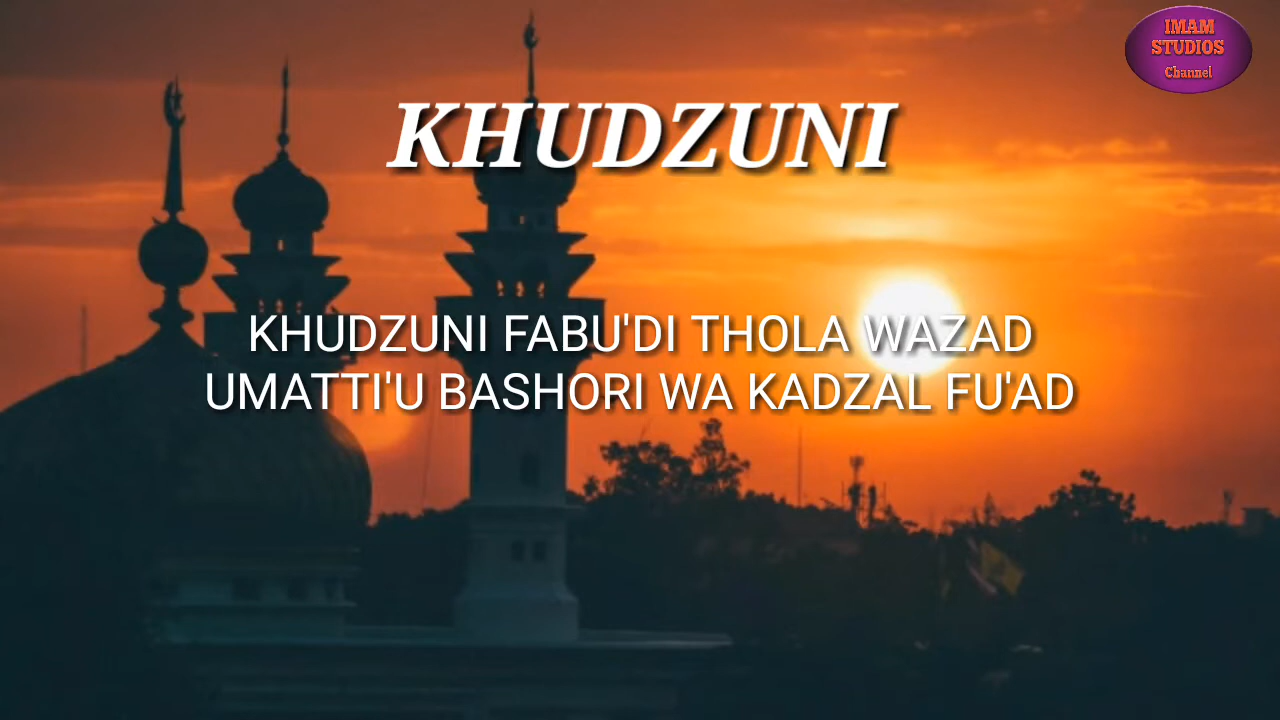 IMAM
STUDIOS
Channel
KHUDZUNI
KHUDZUNI FABU'DI THOLA WAZAD
UMATTI'U BASHORI WA KADZAL FU'AD